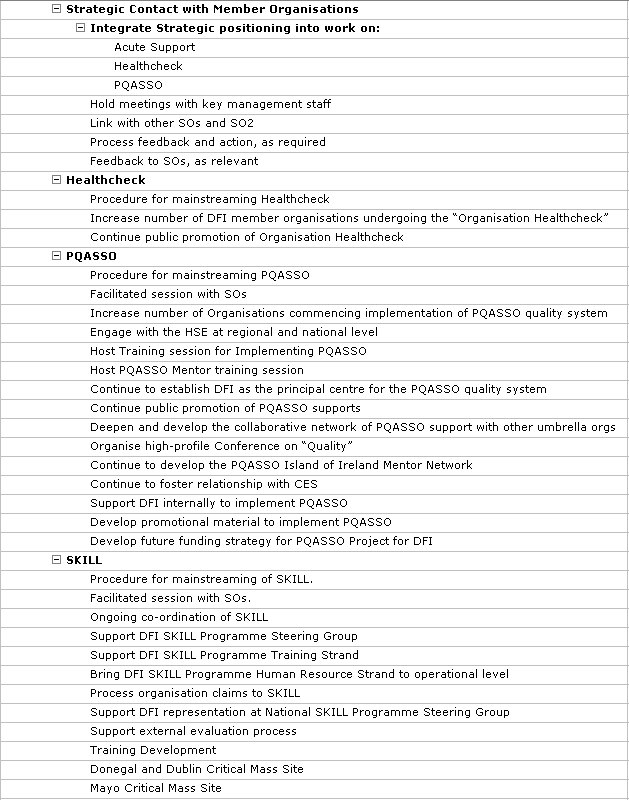 Strategic Contact with Member Organisations
Integrate Strategic positioning into work on:
Acute Support
Healthcheck
PQASSO
Hold meetings with key management staff
Link with other SOs and SO2
Process feedback and action, as required
Feedback to SOs, as relevant
Healthcheck
Procedure for mainstreaming Healthcheck
Increase number of DFI member organisations undergoing the “Organisation Healthcheck”
Continue public promotion of Organisation Healthcheck
PQASSO
Procedure for mainstreaming PQASSO
Facilitated session with SOs
Increase number of Organisations commencing implementation of PQASSO quality system
Engage with the HSE at regional and national level
Host Training session for Implementing PQASSO
Host PQASSO Mentor training session
Continue to establish DFI as the principal centre for the PQASSO quality system
Continue public promotion of PQASSO supports
Deepen and develop the collaborative network of PQASSO support with other umbrella orgs
Organise high-profile Conference on “Quality”
Continue to develop the PQASSO Island of Ireland Mentor Network
Continue to foster relationship with CES
Support DFI internally to implement PQASSO
Develop promotional material to implement PQASSO
Develop future funding strategy for PQASSO Project for DFI
SKILL
Procedure for mainstreaming of SKILL.
Facilitated session with SOs.
Ongoing co-ordination of SKILL
Support DFI SKILL Programme Steering Group
Support DFI SKILL Programme Training Strand
Bring DFI SKILL Programme Human Resource Strand to operational level
Process organisation claims to SKILL
Support DFI representation at National SKILL Programme Steering Group
Support external evaluation process
Training Development
Donegal and Dublin Critical Mass Site
Mayo Critical Mass Site